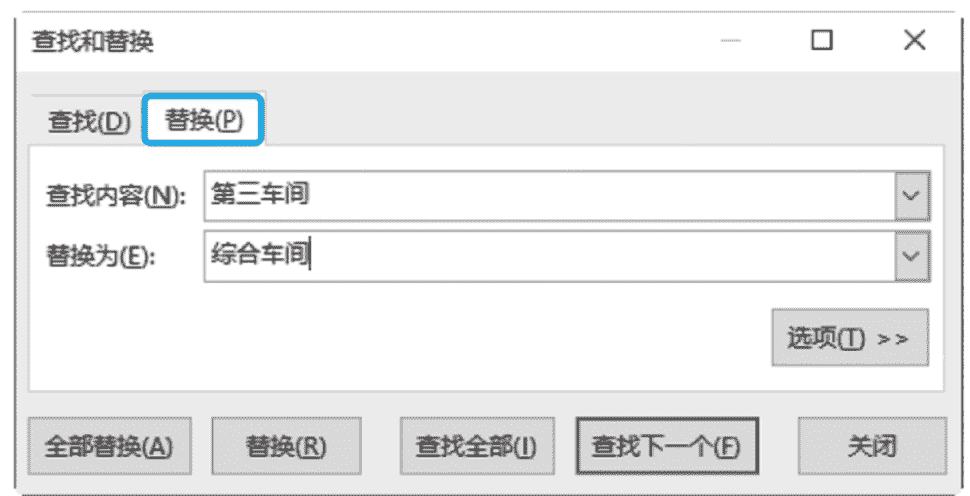 查找和替换
查找(D) 替换(P)
查找内容(N): 第三车间
替换为(E): 综合车间
选项(T) >>
全部替换(A) 替换(R) 查找全部(I) 查找下一个(F) 关闭